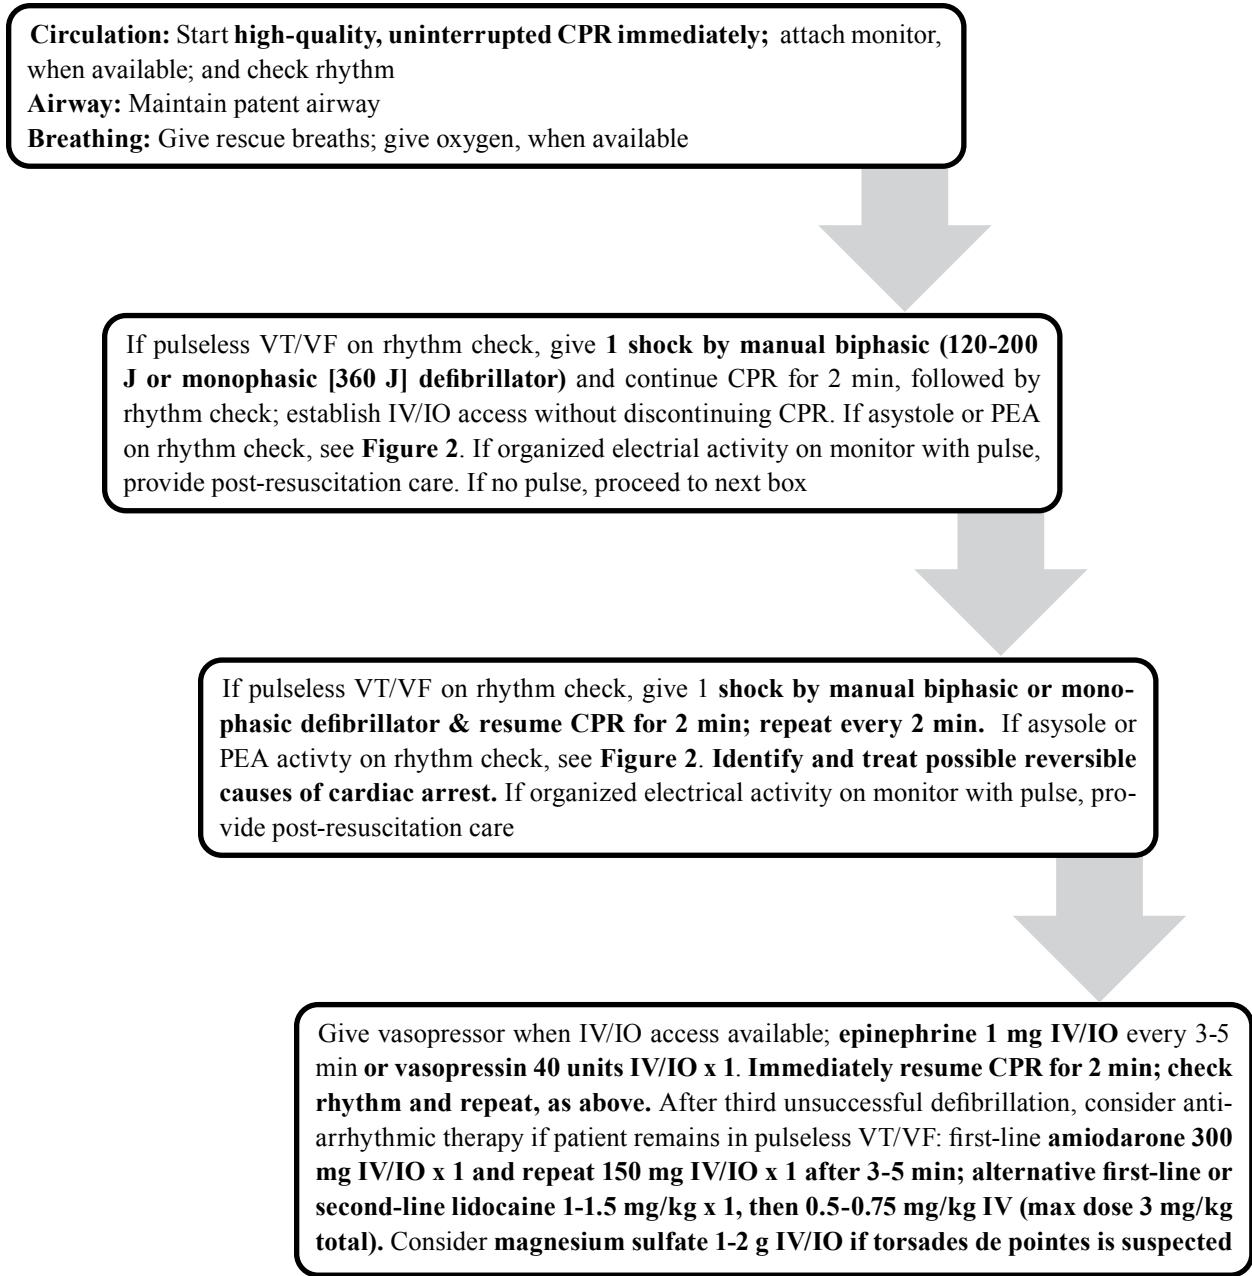 Circulation: Start high-quality, uninterrupted CPR immediately; attach monitor,
when available; and check rhythm
Airway: Maintain patent airway
Breathing: Give rescue breaths; give oxygen, when available
If pulseless VT/VF on rhythm check, give 1 shock by manual biphasic (120-200
J or monophasic [360 J] defibrillator) and continue CPR for 2 min, followed by
rhythm check; establish IV/IO access without discontinuing CPR. If asystole or PEA
on rhythm check, see Figure 2. If organized electrial activity on monitor with pulse,
provide post-resuscitation care. If no pulse, proceed to next box
If pulseless VT/VF on rhythm check, give 1 shock by manual biphasic or mono-
phasic defibrillator & resume CPR for 2 min; repeat every 2 min. If asysole or
PEA activty on rhythm check, see Figure 2. Identify and treat possible reversible
causes of cardiac arrest. If organized electrical activity on monitor with pulse, pro-
vide post-resuscitation care
Give vasopressor when IV/IO access available; epinephrine 1 mg IV/IO every 3-5
min or vasopressin 40 units IV/IO x 1. Immediately resume CPR for 2 min; check
rhythm and repeat, as above. After third unsuccessful defibrillation, consider anti-
arrhythmic therapy if patient remains in pulseless VT/VF: first-line amiodarone 300
mg IV/IO x 1 and repeat 150 mg IV/IO x 1 after 3-5 min; alternative first-line or
second-line lidocaine 1-1.5 mg/kg x 1, then 0.5-0.75 mg/kg IV (max dose 3 mg/kg
total). Consider magnesium sulfate 1-2 g IV/IO if torsades de pointes is suspected